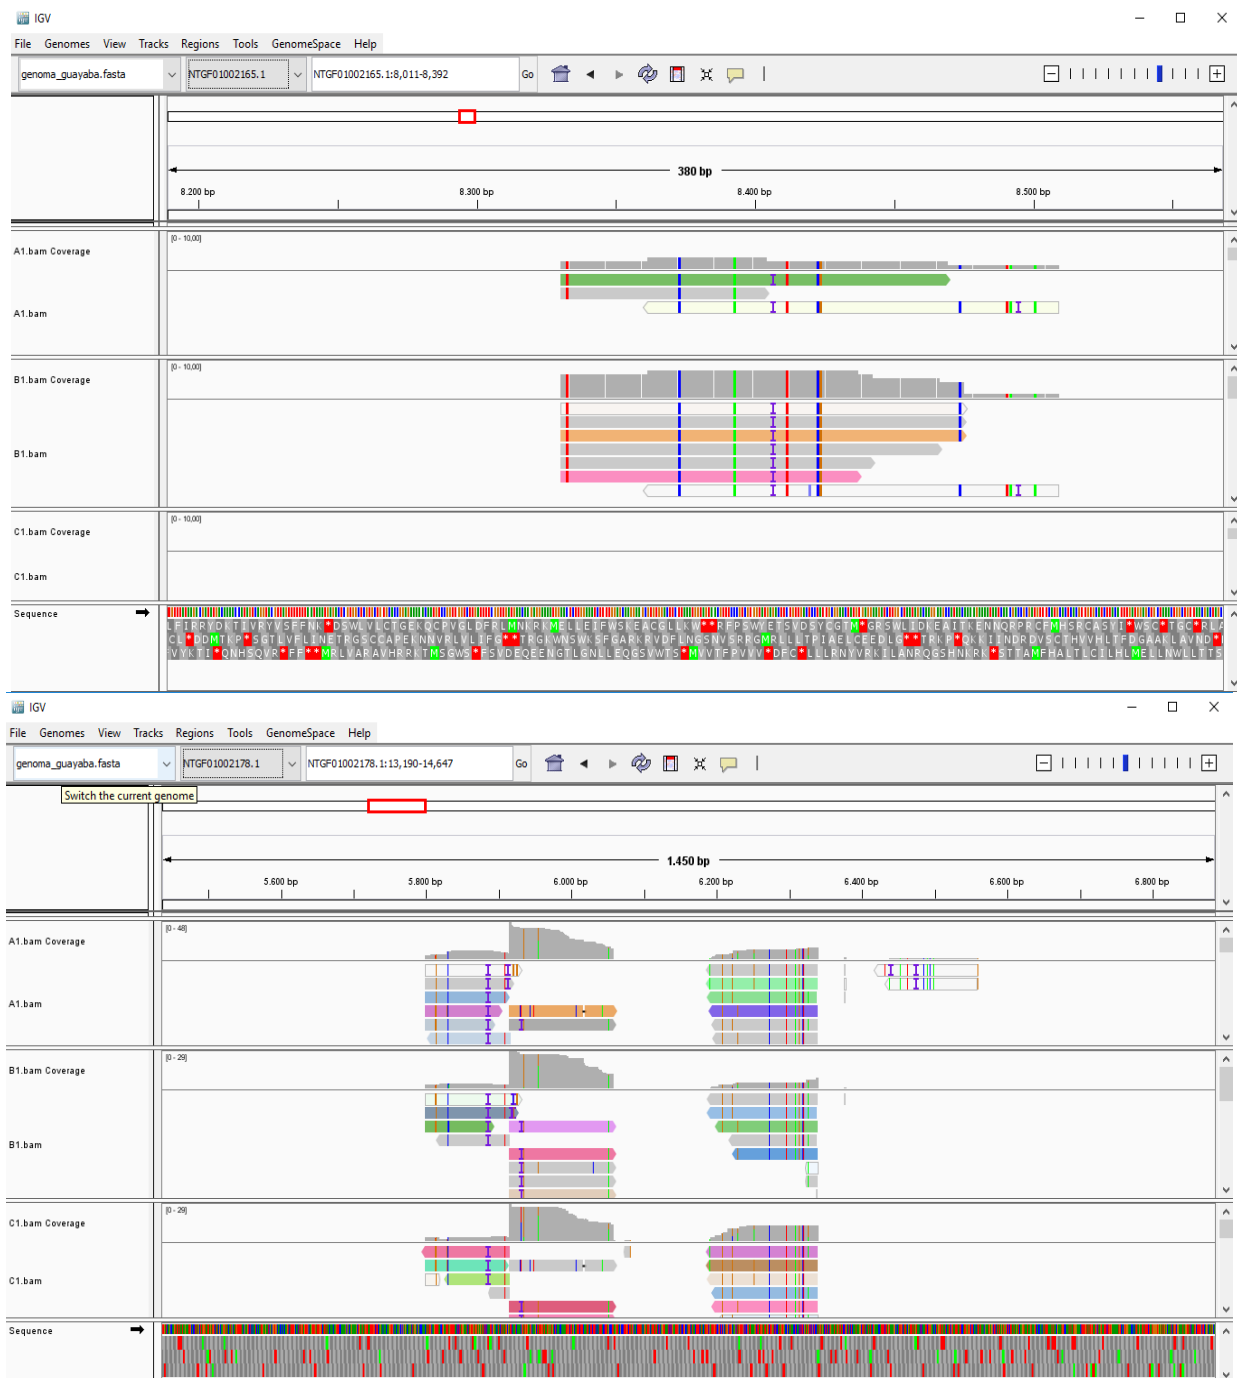 IGV
File Genomes View Tracks Regions Tools GenomeSpace Help
genoma_guayaba.fasta NTGF01002165.1 NTGF01002165.1:8,011-8,392 Go
380 bp
8.200 bp 8.300 bp 8.400 bp 8.500 bp
A1.bam Coverage [0 - 10,00]
A1.bam
B1.bam Coverage [0 - 10,00]
B1.bam
C1.bam Coverage [0 - 10,00]
C1.bam
Sequence
IGV
File Genomes View Tracks Regions Tools GenomeSpace Help
genoma_guayaba.fasta NTGF01002178.1 NTGF01002178.1:13,190-14,647 Go
Switch the current genome
1.450 bp
5.600 bp 5.800 bp 6.000 bp 6.200 bp 6.400 bp 6.600 bp 6.800 bp
A1.bam Coverage [0 - 48]
A1.bam
B1.bam Coverage [0 - 29]
B1.bam
C1.bam Coverage [0 - 29]
C1.bam
Sequence